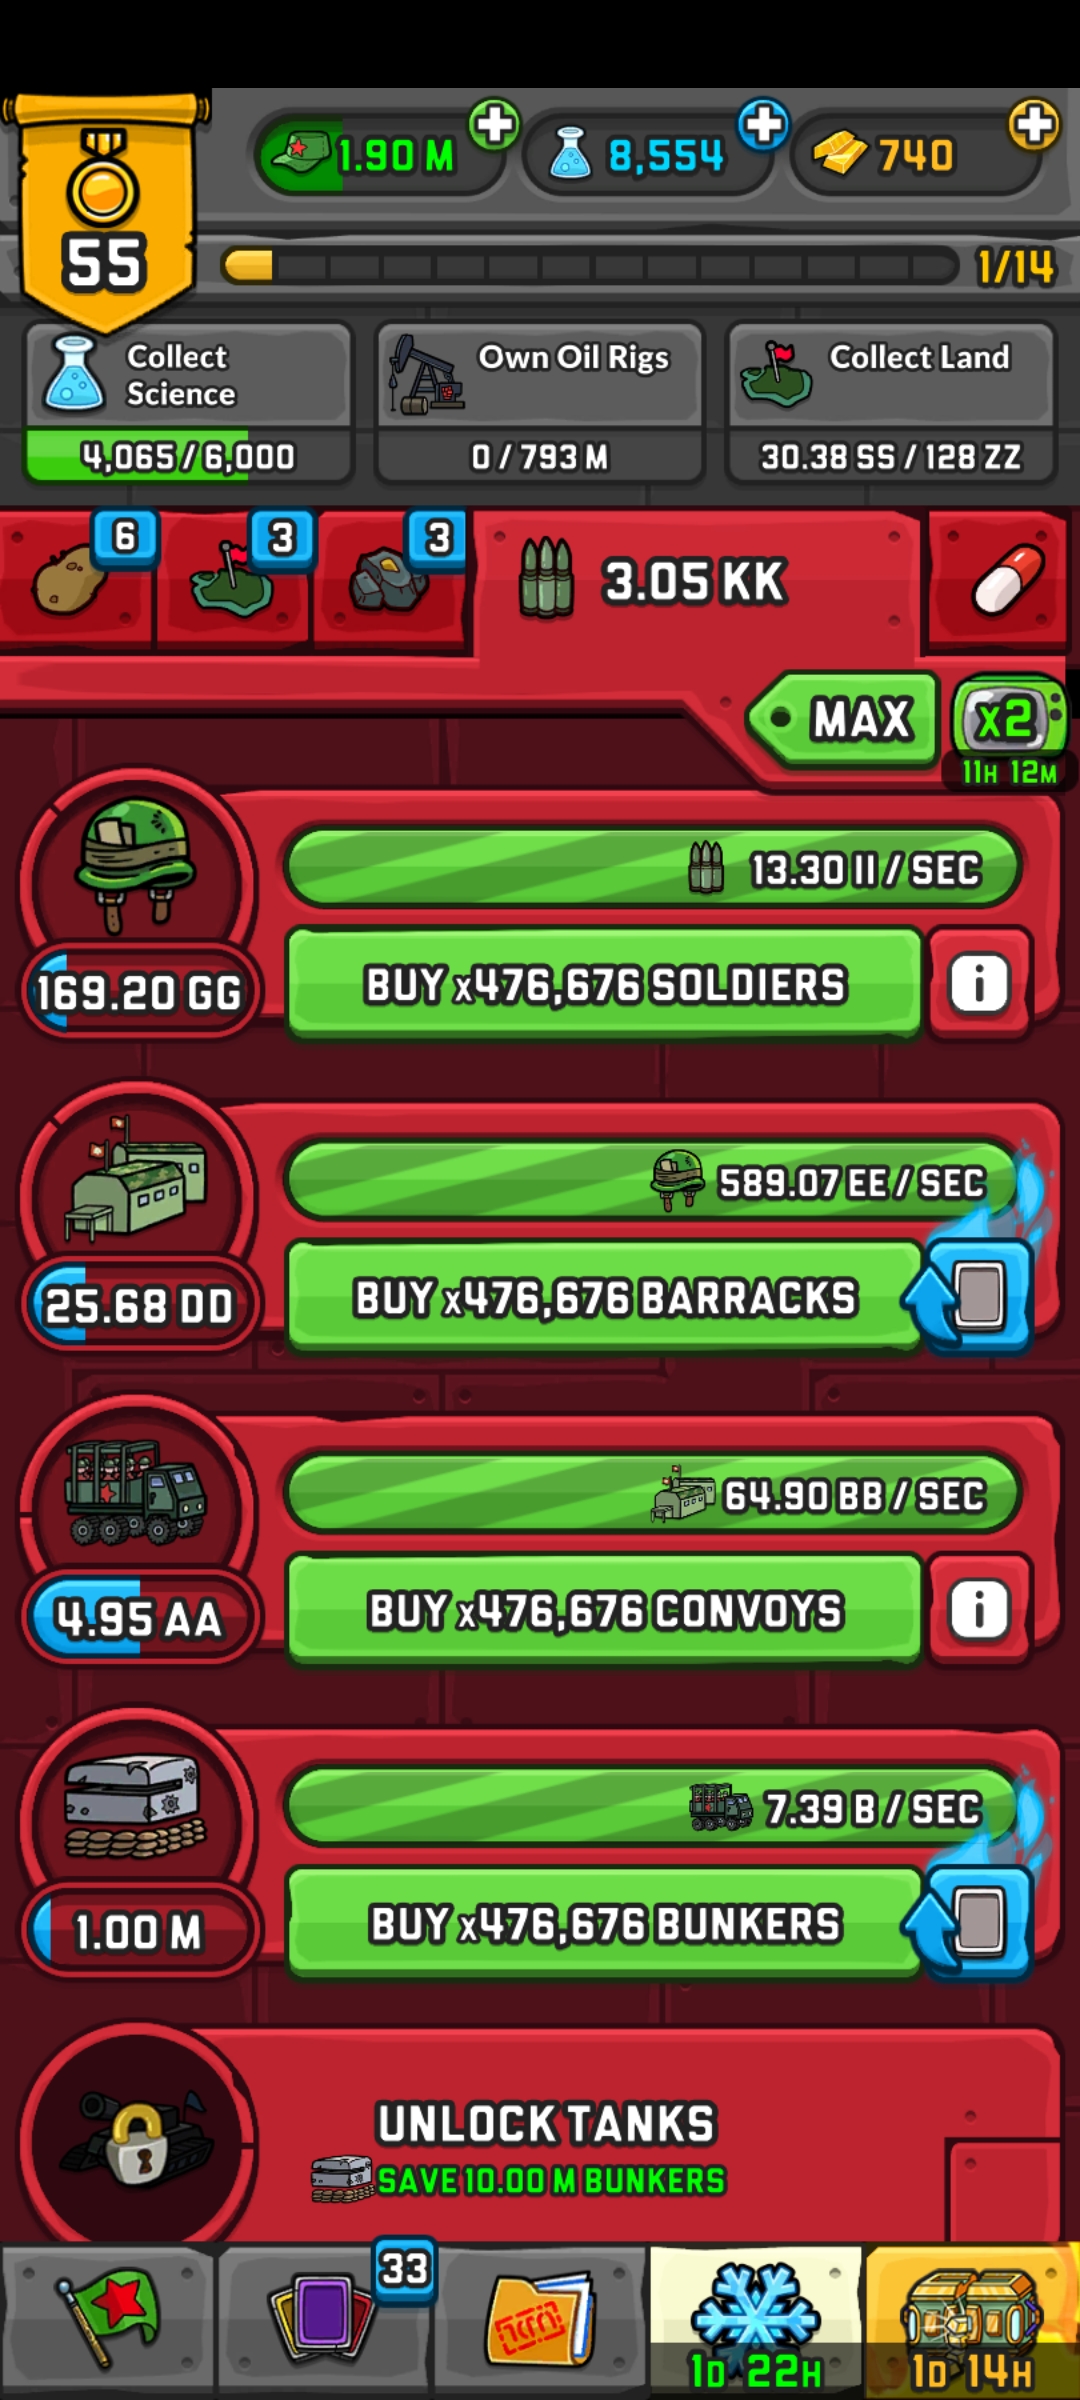 55
1.90 M
8,554
740
1/14
Collect
Science
4,065/6,000
Own Oil Rigs
0/793 M
Collect Land
30.38 SS/128 ZZ
6
3
3
3.05 KK
MAX
x2
11H 12M
13.30 II/SEC
169.20 GG
BUY x476,676 SOLDIERS
i
589.07 EE/SEC
25.68 DD
BUY x476,676 BARRACKS
64.90 BB/SEC
4.95 AA
BUY x476,676 CONVOYS
i
7.39 B/SEC
1.00 M
BUY x476,676 BUNKERS
UNLOCK TANKS
SAVE 10.00 M BUNKERS
33
1D 22H
1D 14H